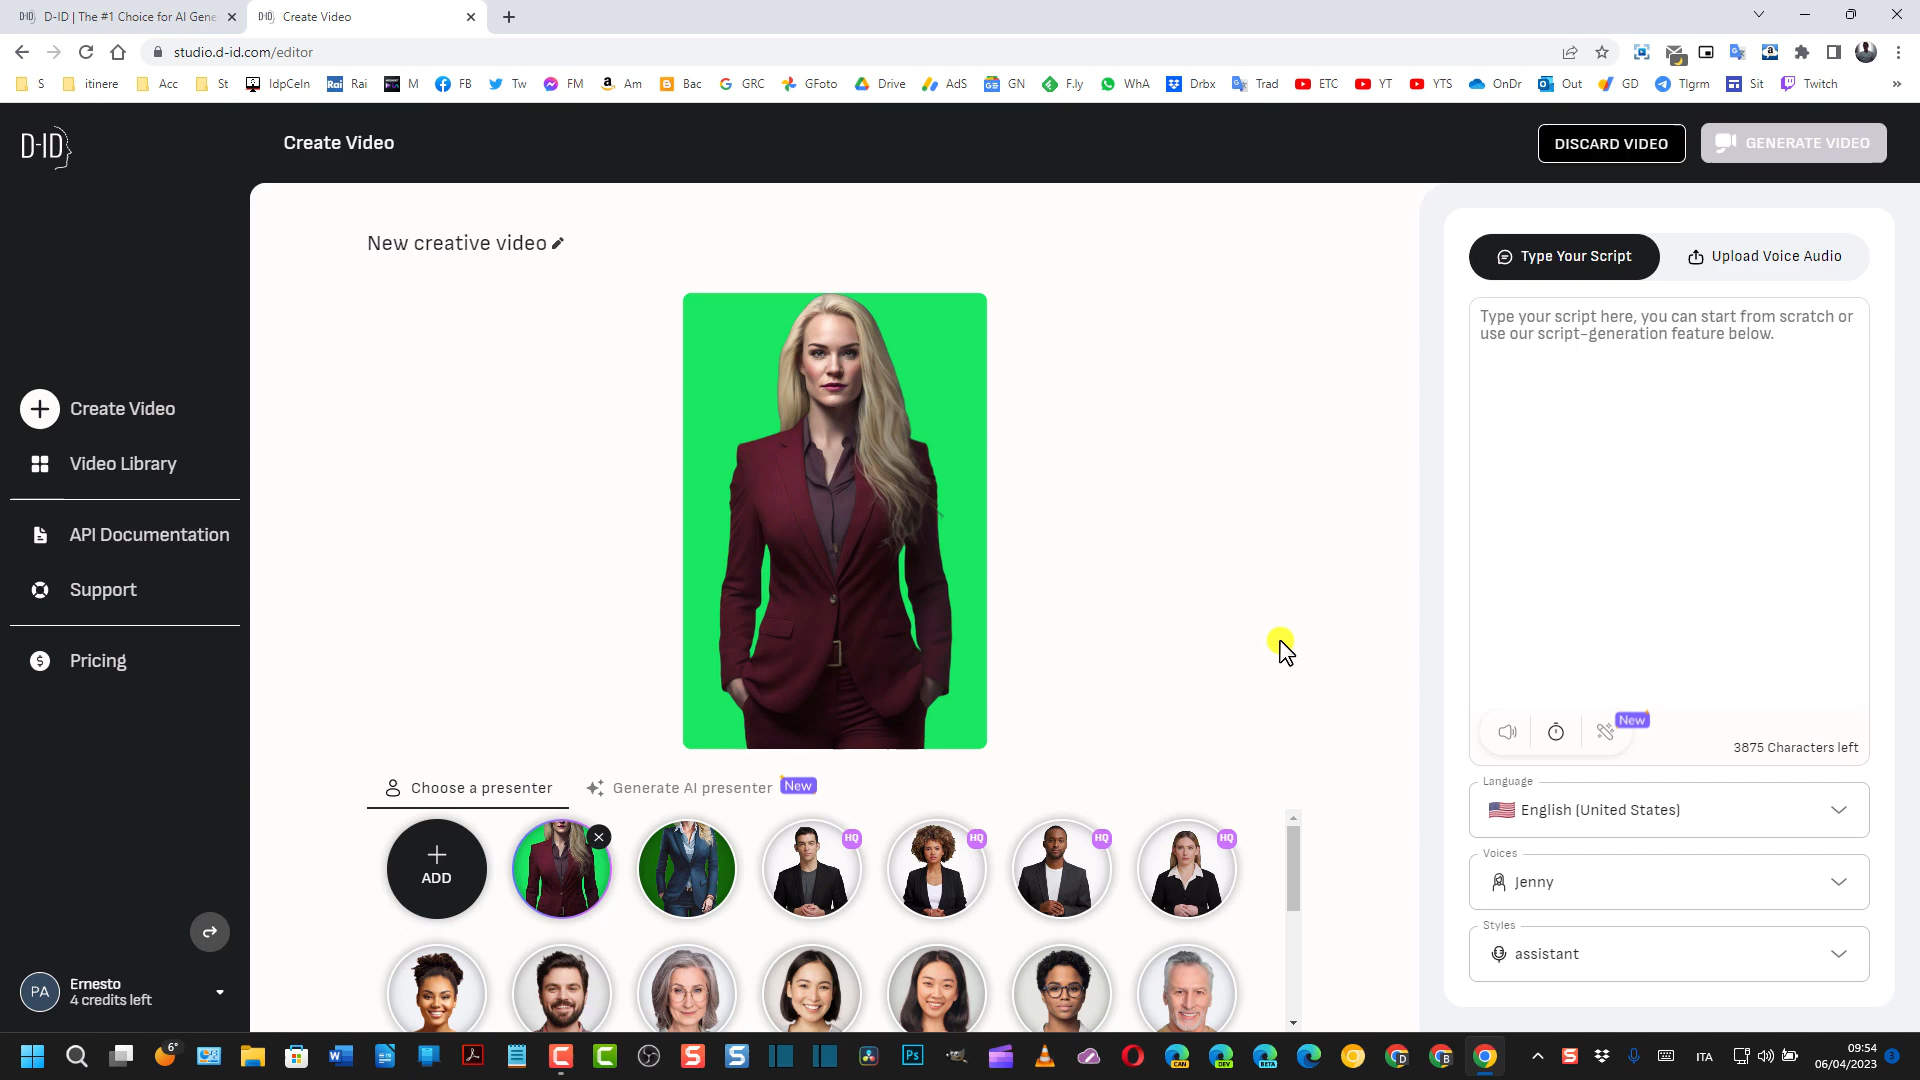 D-ID | The #1 Choice for AI Gene
Create Video
studio.d-id.com/editor
S
itinere
Acc
St
IdpCeln
Rai
Rai
M
FB
Tw
FM
Am
Bac
GRC
GFoto
Drive
AdS
GN
F.ly
WhA
Drbx
Trad
ETC
YT
YTS
OnDr
Out
GD
Tlgrm
Sit
Twitch
»
D-ID
Create Video
DISCARD VIDEO
GENERATE VIDEO
New creative video
Type Your Script
Upload Voice Audio
Type your script here, you can start from scratch or
use our script-generation feature below.
Create Video
Video Library
API Documentation
Support
Pricing
New
3875 Characters left
Choose a presenter
Generate AI presenter
New
Language
English (United States)
ADD
HQ
HQ
HQ
HQ
Voices
Jenny
Styles
assistant
PA
Ernesto
4 credits left
6°
ITA
09:54
06/04/2023
3